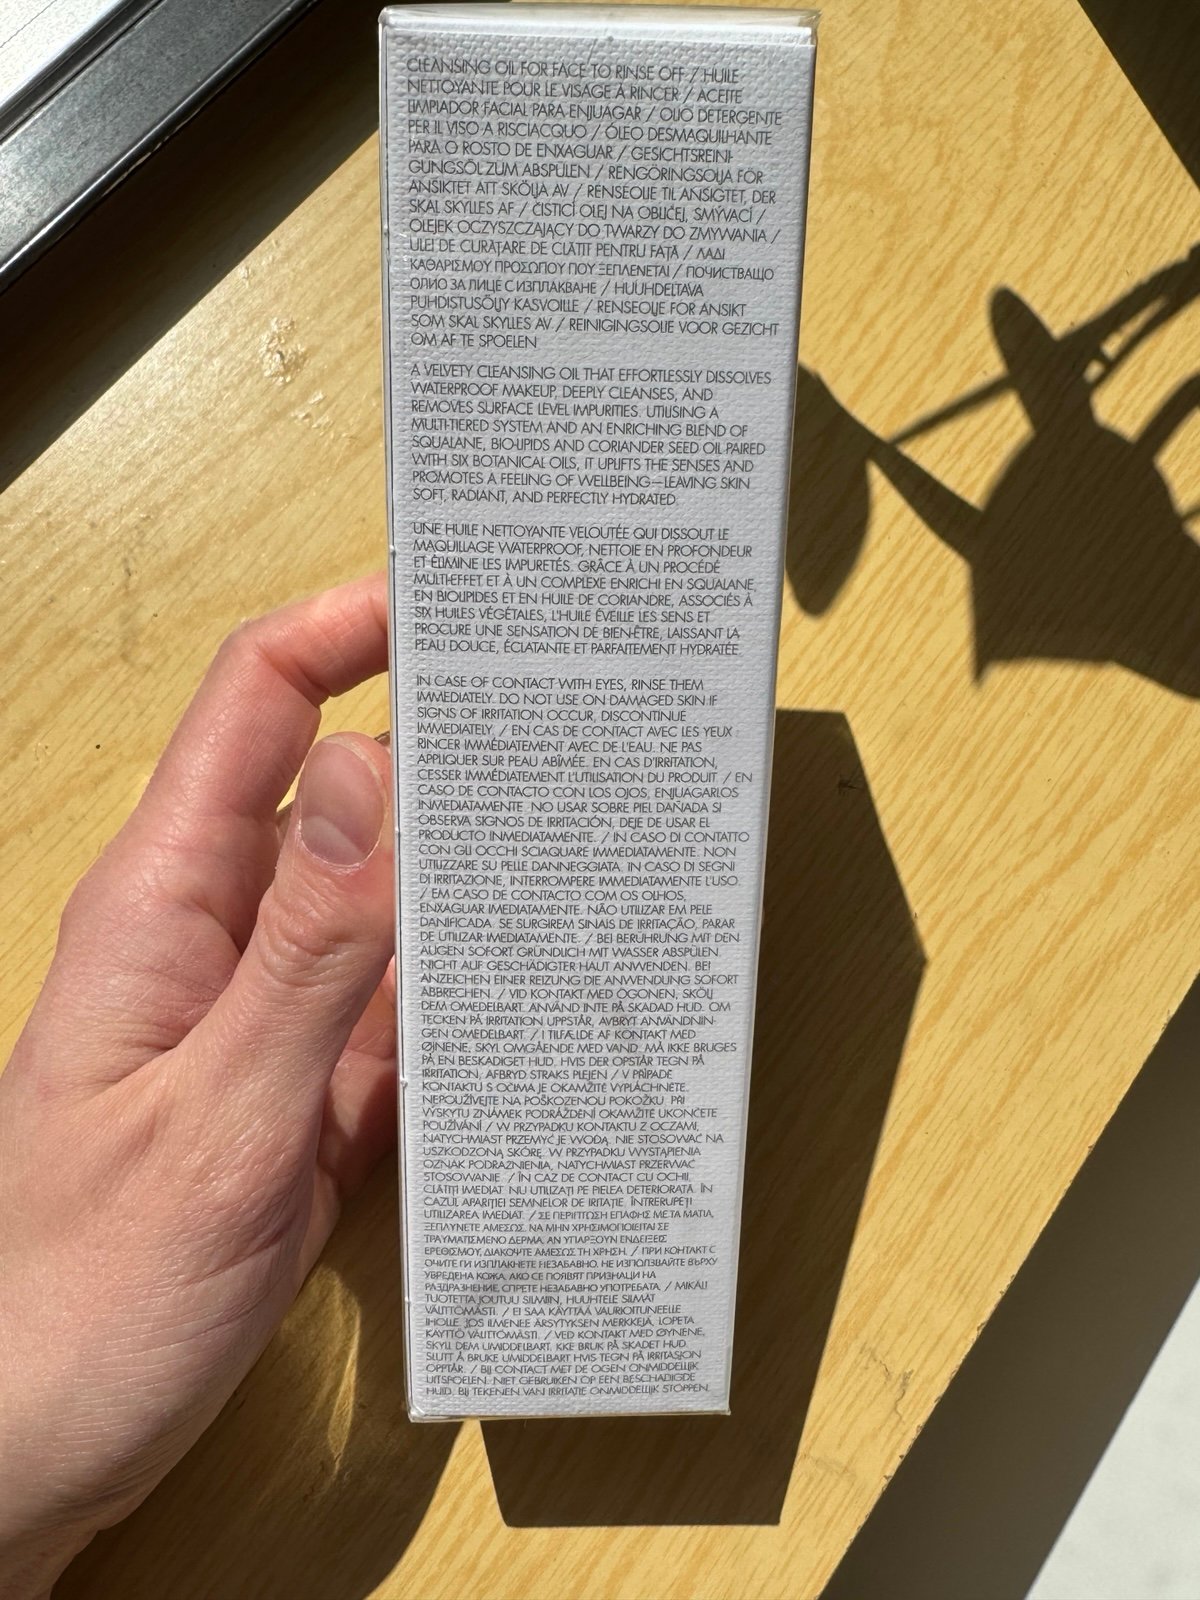 CLEANSING OIL FOR FACE TO RINSE OFF / HUILE
NETTOYANTE POUR LE VISAGE À RINCER / ACEITE
LIMPIADOR FACIAL PARA ENJUAGAR / OLIO DETERGENTE
PER IL VISO A RISCIACQUO / ÓLEO DESMAQUILHANTE
PARA O ROSTO DE ENXAGUAR / GESICHTSREINI-
GUNGSÖL ZUM ABSPÜLEN / RENGÖRINGSOLJA FÖR
ANSIKTET ATT SKÖLJA AV / RENSEOLIE TIL ANSIGTET, DER
SKAL SKYLLES AF / ČISTICÍ OLEJ NA OBLIČEJ, SMÝVACÍ /
OLEJEK OCZYSZCZAJĄCY DO TWARZY DO ZMYWANIA /
ULEI DE CURĂȚARE DE CLĂTIT PENTRU FAȚĂ / ΛΑΔΙ
ΚΑΘΑΡΙΣΜΟΥ ΠΡΟΣΩΠΟΥ ΠΟΥ ΞΕΠΛΕΝΕΤΑΙ / ПОЧИСТВАЩО
ОЛИО ЗА ЛИЦЕ С ИЗПЛАКВАНЕ / HUUHDELTAVA
PUHDISTUSÖLJY KASVOILLE / RENSEOLJE FOR ANSIKT
SOM SKAL SKYLLES AV / REINIGINGSOLIE VOOR GEZICHT
OM AF TE SPOELEN
A VELVETY CLEANSING OIL THAT EFFORTLESSLY DISSOLVES
WATERPROOF MAKEUP, DEEPLY CLEANSES, AND
REMOVES SURFACE LEVEL IMPURITIES. UTILISING A
MULTI-TIERED SYSTEM AND AN ENRICHING BLEND OF
SQUALANE, BIO-LIPIDS AND CORIANDER SEED OIL PAIRED
WITH SIX BOTANICAL OILS, IT UPLIFTS THE SENSES AND
PROMOTES A FEELING OF WELLBEING—LEAVING SKIN
SOFT, RADIANT, AND PERFECTLY HYDRATED.
UNE HUILE NETTOYANTE VELOUTÉE QUI DISSOUT LE
MAQUILLAGE WATERPROOF, NETTOIE EN PROFONDEUR
ET ÉLIMINE LES IMPURETÉS. GRÂCE À UN PROCÉDÉ
MULTI-EFFET ET À UN COMPLEXE ENRICHI EN SQUALANE,
EN BIOLIPIDES ET EN HUILE DE CORIANDRE, ASSOCIÉS À
SIX HUILES VÉGÉTALES, L'HUILE ÉVEILLE LES SENS ET
PROCURE UNE SENSATION DE BIEN-ÊTRE, LAISSANT LA
PEAU DOUCE, ÉCLATANTE ET PARFAITEMENT HYDRATÉE.
IN CASE OF CONTACT WITH EYES, RINSE THEM
IMMEDIATELY. DO NOT USE ON DAMAGED SKIN.IF
SIGNS OF IRRITATION OCCUR, DISCONTINUE
IMMEDIATELY. / EN CAS DE CONTACT AVEC LES YEUX :
RINCER IMMÉDIATEMENT AVEC DE L'EAU. NE PAS
APPLIQUER SUR PEAU ABÎMÉE. EN CAS D'IRRITATION,
CESSER IMMÉDIATEMENT L'UTILISATION DU PRODUIT. / EN
CASO DE CONTACTO CON LOS OJOS, ENJUAGARLOS
INMEDIATAMENTE. NO USAR SOBRE PIEL DAÑADA SI
OBSERVA SIGNOS DE IRRITACIÓN, DEJE DE USAR EL
PRODUCTO INMEDIATAMENTE. / IN CASO DI CONTATTO
CON GLI OCCHI SCIAQUARE IMMEDIATAMENTE. NON
UTILIZZARE SU PELLE DANNEGGIATA. IN CASO DI SEGNI
DI IRRITAZIONE, INTERROMPERE IMMEDIATAMENTE L'USO.
/ EM CASO DE CONTACTO COM OS OLHOS,
ENXAGUAR IMEDIATAMENTE. NÃO UTILIZAR EM PELE
DANIFICADA. SE SURGIREM SINAIS DE IRRITAÇÃO, PARAR
DE UTILIZAR IMEDIATAMENTE. / BEI BERÜHRUNG MIT DEN
AUGEN SOFORT GRÜNDLICH MIT WASSER ABSPÜLEN.
NICHT AUF GESCHÄDIGTER HAUT ANWENDEN. BEI
ANZEICHEN EINER REIZUNG DIE ANWENDUNG SOFORT
ABBRECHEN. / VID KONTAKT MED ÖGONEN, SKÖLJ
DEM OMEDELBART. ANVÄND INTE PÅ SKADAD HUD. OM
TECKEN PÅ IRRITATION UPPSTÅR, AVBRYT ANVÄNDNIN-
GEN OMEDELBART. / I TILFÆLDE AF KONTAKT MED
ØJNENE, SKYL OMGÅENDE MED VAND. MÅ IKKE BRUGES
PÅ EN BESKADIGET HUD. HVIS DER OPSTÅR TEGN PÅ
IRRITATION, AFBRYD STRAKS PLEJEN / V PŘÍPADĚ
KONTAKTU S OČIMA JE OKAMŽITĚ VYPLÁCHNĚTE.
NEPOUŽÍVEJTE NA POŠKOZENOU POKOŽKU. PŘI
VÝSKYTU ZNÁMEK PODRÁŽDĚNÍ OKAMŽITĚ UKONČETE
POUŽÍVÁNÍ / W PRZYPADKU KONTAKTU Z OCZAMI,
NATYCHMIAST PRZEMYĆ JE WODĄ. NIE STOSOWAĆ NA
USZKODZONĄ SKÓRĘ. W PRZYPADKU WYSTĄPIENIA
OZNAK PODRAŻNIENIA, NATYCHMIAST PRZERWAĆ
STOSOWANIE. / ÎN CAZ DE CONTACT CU OCHII,
CLĂTIȚI IMEDIAT. NU UTILIZAȚI PE PIELEA DETERIORATĂ. ÎN
CAZUL APARIȚIEI SEMNELOR DE IRITAȚIE, ÎNTRERUPEȚI
UTILIZAREA IMEDIAT. / ΣΕ ΠΕΡΙΠΤΩΣΗ ΕΠΑΦΗΣ ΜΕ ΤΑ ΜΑΤΙΑ,
ΞΕΠΛΥΝΕΤΕ ΑΜΕΣΩΣ. ΝΑ ΜΗΝ ΧΡΗΣΙΜΟΠΟΙΕΙΤΑΙ ΣΕ
ΤΡΑΥΜΑΤΙΣΜΕΝΟ ΔΕΡΜΑ. ΑΝ ΥΠΑΡΞΟΥΝ ΕΝΔΕΙΞΕΙΣ
ΕΡΕΘΙΣΜΟΥ, ΔΙΑΚΟΨΤΕ ΑΜΕΣΩΣ ΤΗ ΧΡΗΣΗ. / ПРИ КОНТАКТ С
ОЧИТЕ ГИ ИЗПЛАКНЕТЕ НЕЗАБАВНО. НЕ ИЗПОЛЗВАЙТЕ ВЪРХУ
УВРЕДЕНА КОЖА. АКО СЕ ПОЯВЯТ ПРИЗНАЦИ НА
РАЗДРАЗНЕНИЕ, СПРЕТЕ НЕЗАБАВНО УПОТРЕБАТА. / MIKÄLI
TUOTETTA JOUTUU SILMIIN, HUUHTELE SILMÄT
VÄLITTÖMÄSTI. / EI SAA KÄYTTÄÄ VAURIOITUNEELLE
IHOLLE. JOS ILMENEE ÄRSYTYKSEN MERKKEJÄ, LOPETA
KÄYTTÖ VÄLITTÖMÄSTI. / VED KONTAKT MED ØYNENE,
SKYLL DEM UMIDDELBART. IKKE BRUK PÅ SKADET HUD.
SLUTT Å BRUKE UMIDDELBART HVIS TEGN PÅ IRRITASJON
OPPTÅR. / BIJ CONTACT MET DE OGEN ONMIDDELLIJK
UITSPOELEN. NIET GEBRUIKEN OP EEN BESCHADIGDE
HUID. BIJ TEKENEN VAN IRRITATIE ONMIDDELLIJK STOPPEN.